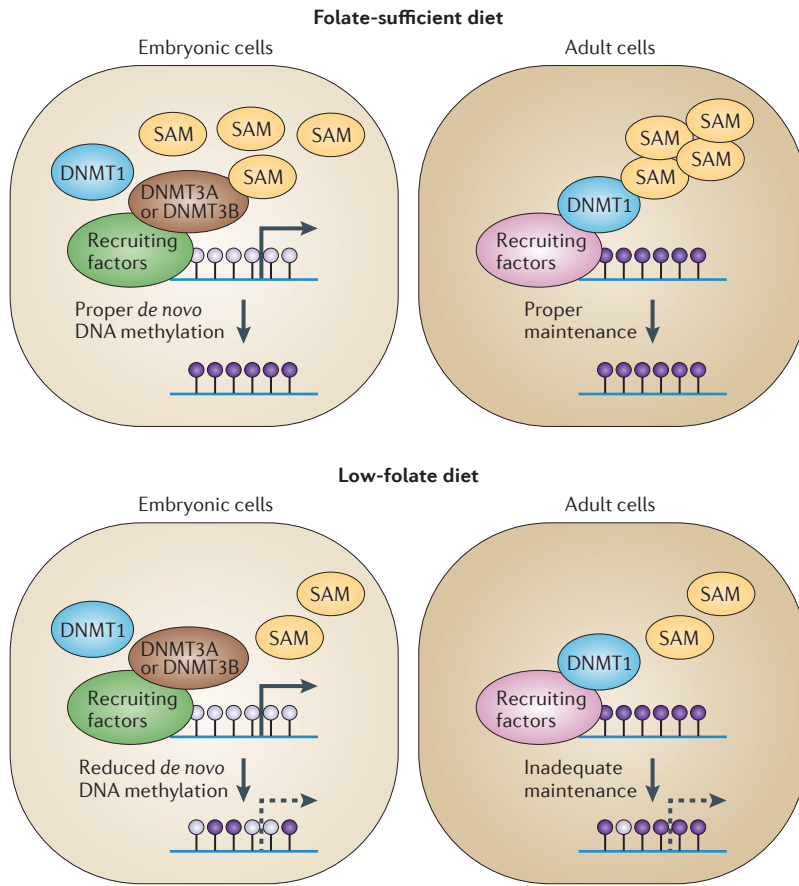 Folate-sufficient diet
Embryonic cells
Adult cells
SAM
SAM
SAM
SAM
DNMT1
DNMT3A
or DNMT3B
Recruiting
factors
Proper de novo
DNA methylation
SAM
SAM
SAM
SAM
DNMT1
Recruiting
factors
Proper
maintenance
Low-folate diet
Embryonic cells
Adult cells
SAM
SAM
DNMT1
DNMT3A
or DNMT3B
Recruiting
factors
Reduced de novo
DNA methylation
SAM
SAM
DNMT1
Recruiting
factors
Inadequate
maintenance